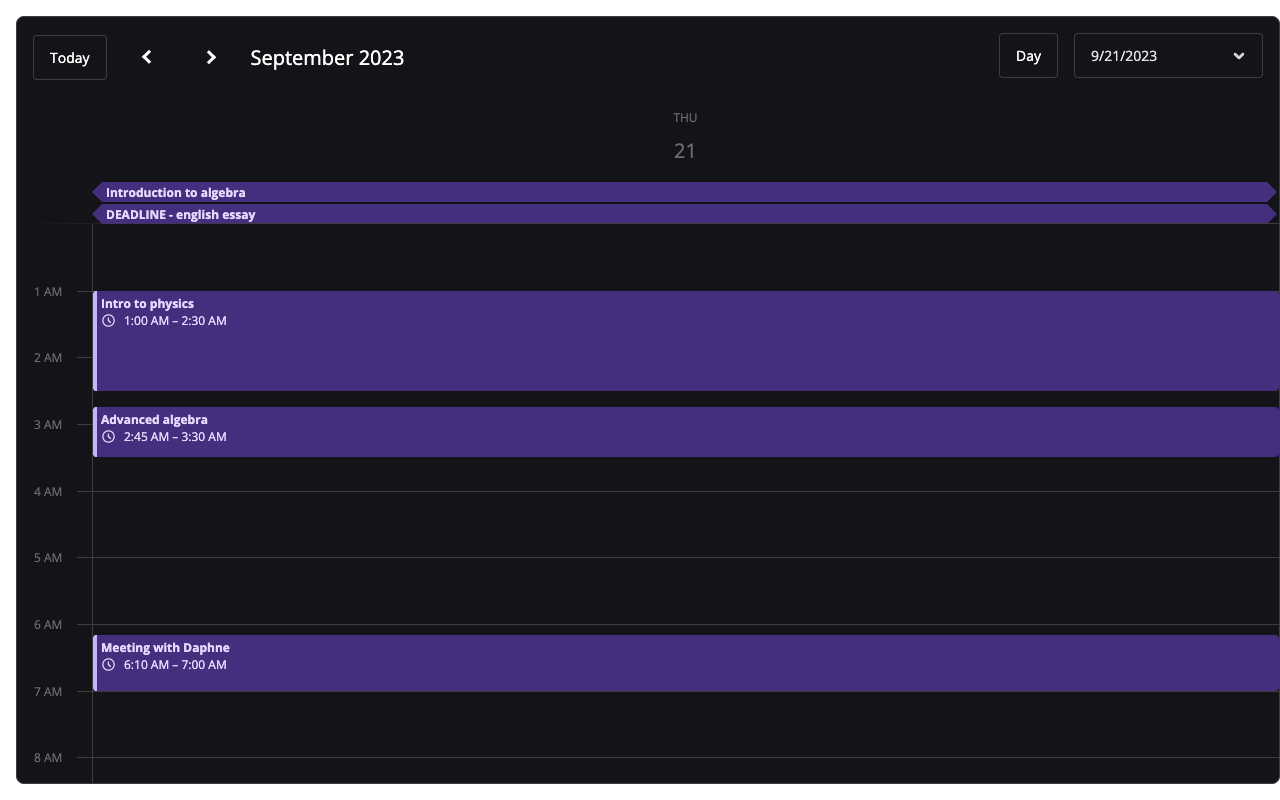 Today
September 2023
Day
9/21/2023
THU
21
Introduction to algebra
DEADLINE - english essay
1 AM
Intro to physics
1:00 AM – 2:30 AM
2 AM
Advanced algebra
3 AM
2:45 AM – 3:30 AM
4 AM
5 AM
6 AM
Meeting with Daphne
6:10 AM – 7:00 AM
7 AM
8 AM